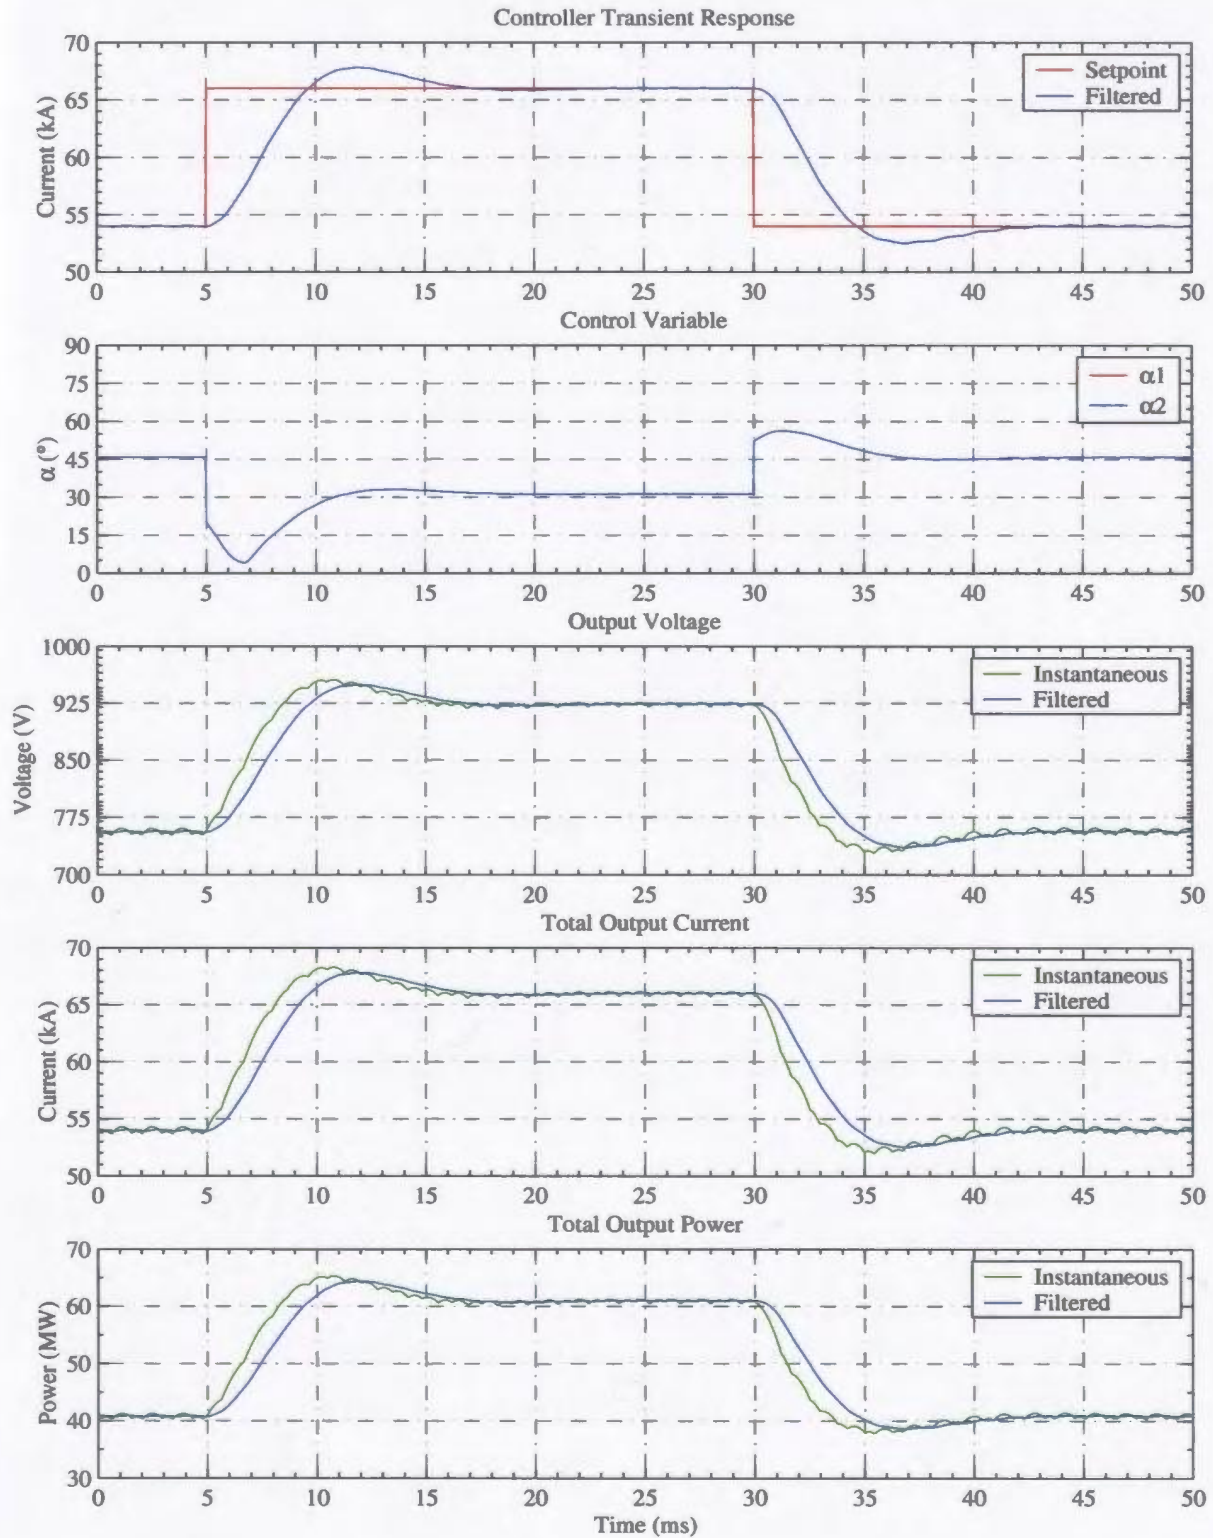 Controller Transient Response
70
65
60
55
50
Current (kA)
Setpoint
Filtered
0 5 10 15 20 25 30 35 40 45 50
Control Variable
90
75
60
45
30
15
0
α (°)
α1
α2
0 5 10 15 20 25 30 35 40 45 50
Output Voltage
1000
925
850
775
700
Voltage (V)
Instantaneous
Filtered
0 5 10 15 20 25 30 35 40 45 50
Total Output Current
70
65
60
55
50
Current (kA)
Instantaneous
Filtered
0 5 10 15 20 25 30 35 40 45 50
Total Output Power
70
60
50
40
30
Power (MW)
Instantaneous
Filtered
0 5 10 15 20 25 30 35 40 45 50
Time (ms)